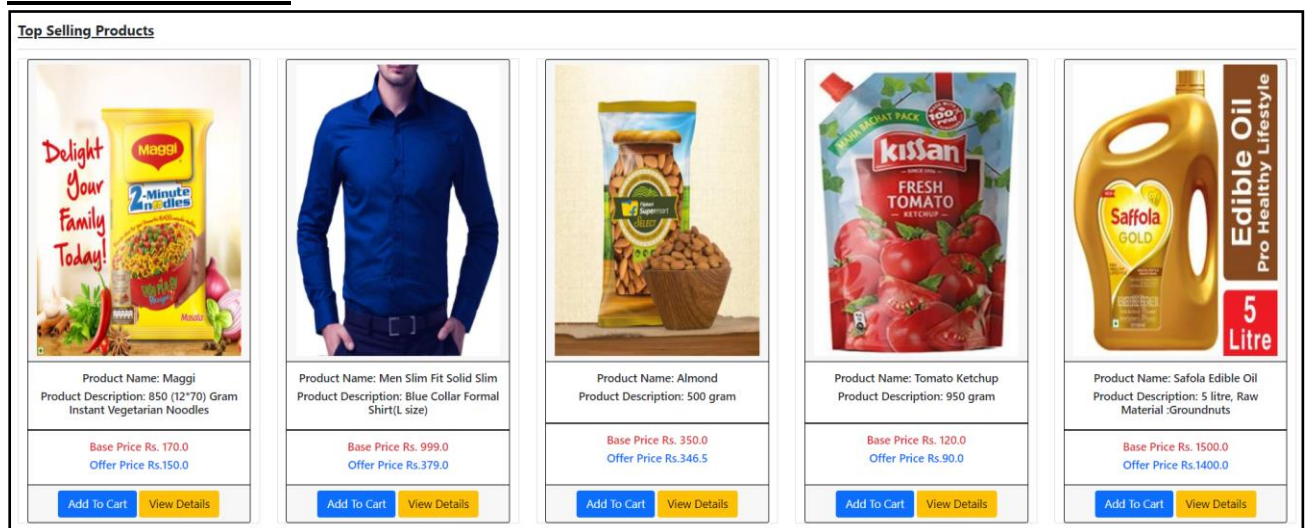 Top Selling Products
Delight
Your
Family
Today!
Maggi
2-Minute
noodles
Masala
Product Name: Maggi
Product Description: 850 (12*70) Gram
Instant Vegetarian Noodles
Base Price Rs. 170.0
Offer Price Rs.150.0
Add To Cart View Details
Product Name: Men Slim Fit Solid Slim
Product Description: Blue Collar Formal
Shirt(L size)
Base Price Rs. 999.0
Offer Price Rs.379.0
Add To Cart View Details
Flipkart
Supermart
SELECT
Product Name: Almond
Product Description: 500 gram
Base Price Rs. 350.0
Offer Price Rs.346.5
Add To Cart View Details
MAHA BACHAT PACK
100%
Real
kissan
FRESH
TOMATO
KETCHUP
Product Name: Tomato Ketchup
Product Description: 950 gram
Base Price Rs. 120.0
Offer Price Rs.90.0
Add To Cart View Details
Saffola
GOLD
Edible Oil
Pro Healthy Lifestyle
5
Litre
Product Name: Safola Edible Oil
Product Description: 5 litre, Raw
Material :Groundnuts
Base Price Rs. 1500.0
Offer Price Rs.1400.0
Add To Cart View Details